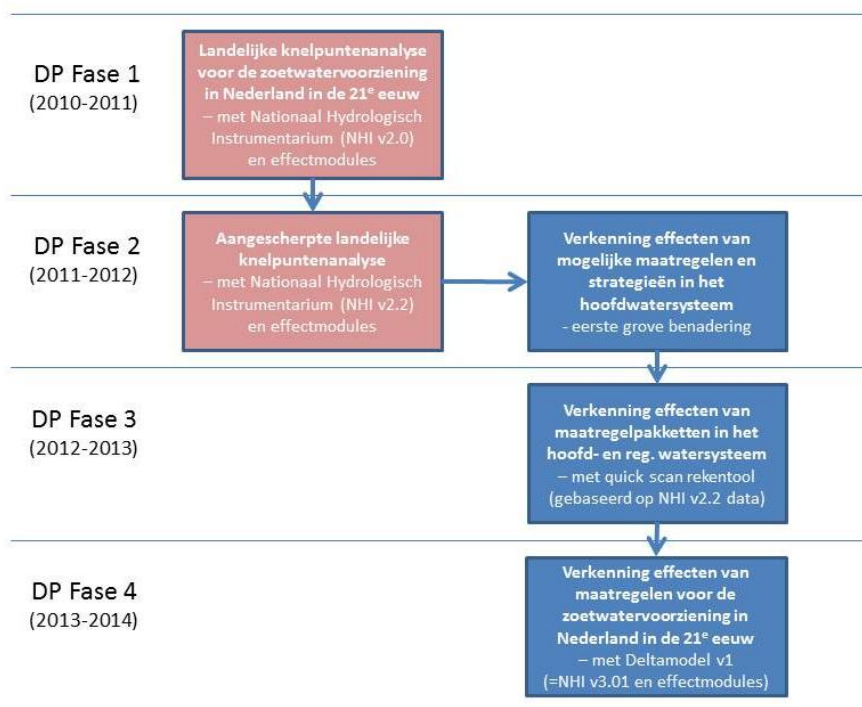 DP Fase 1
(2010-2011)
Landelijke knelpuntenanalyse
voor de zoetwatervoorziening
in Nederland in de 21e eeuw
– met Nationaal Hydrologisch
Instrumentarium (NHI v2.0)
en effectmodules
DP Fase 2
(2011-2012)
Aangescherpte landelijke
knelpuntenanalyse
– met Nationaal Hydrologisch
Instrumentarium (NHI v2.2)
en effectmodules
Verkenning effecten van
mogelijke maatregelen en
strategieën in het
hoofdwatersysteem
- eerste grove benadering
DP Fase 3
(2012-2013)
Verkenning effecten van
maatregelpakketten in het
hoofd- en reg. watersysteem
– met quick scan rekentool
(gebaseerd op NHI v2.2 data)
DP Fase 4
(2013-2014)
Verkenning effecten van
maatregelen voor de
zoetwatervoorziening in
Nederland in de 21e eeuw
– met Deltamodel v1
(=NHI v3.01 en effectmodules)